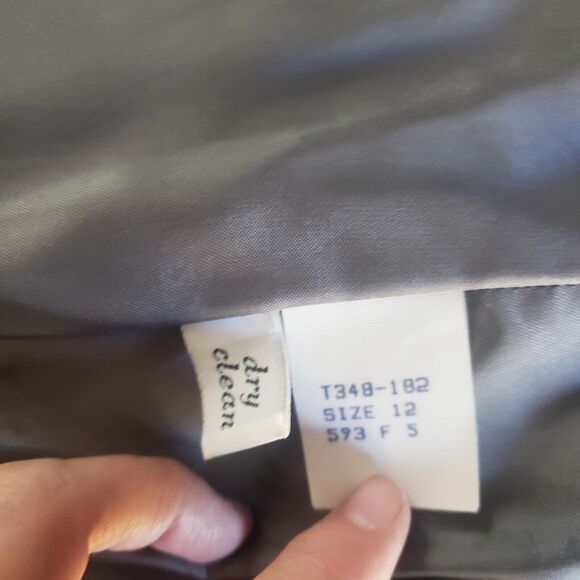 dry
clean
T348-182
SIZE 12
593 F 5